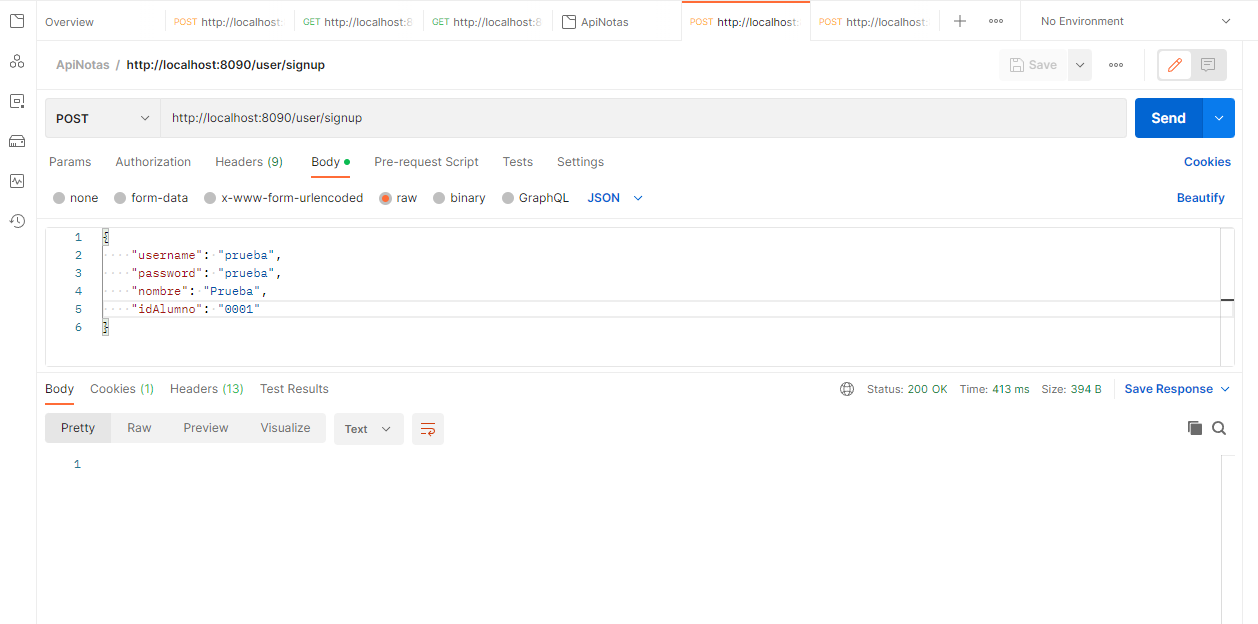 Overview POST http://localhost: GET http://localhost:8 GET http://localhost:8 ApiNotas POST http://localhost: POST http://localhost: No Environment
ApiNotas / http://localhost:8090/user/signup Save
POST http://localhost:8090/user/signup Send
Params Authorization Headers (9) Body Pre-request Script Tests Settings Cookies
none form-data x-www-form-urlencoded raw binary GraphQL JSON Beautify
1 {
2 "username": "prueba",
3 "password": "prueba",
4 "nombre": "Prueba",
5 "idAlumno": "0001"
6 }
Body Cookies (1) Headers (13) Test Results Status: 200 OK Time: 413 ms Size: 394 B Save Response
Pretty Raw Preview Visualize Text
1